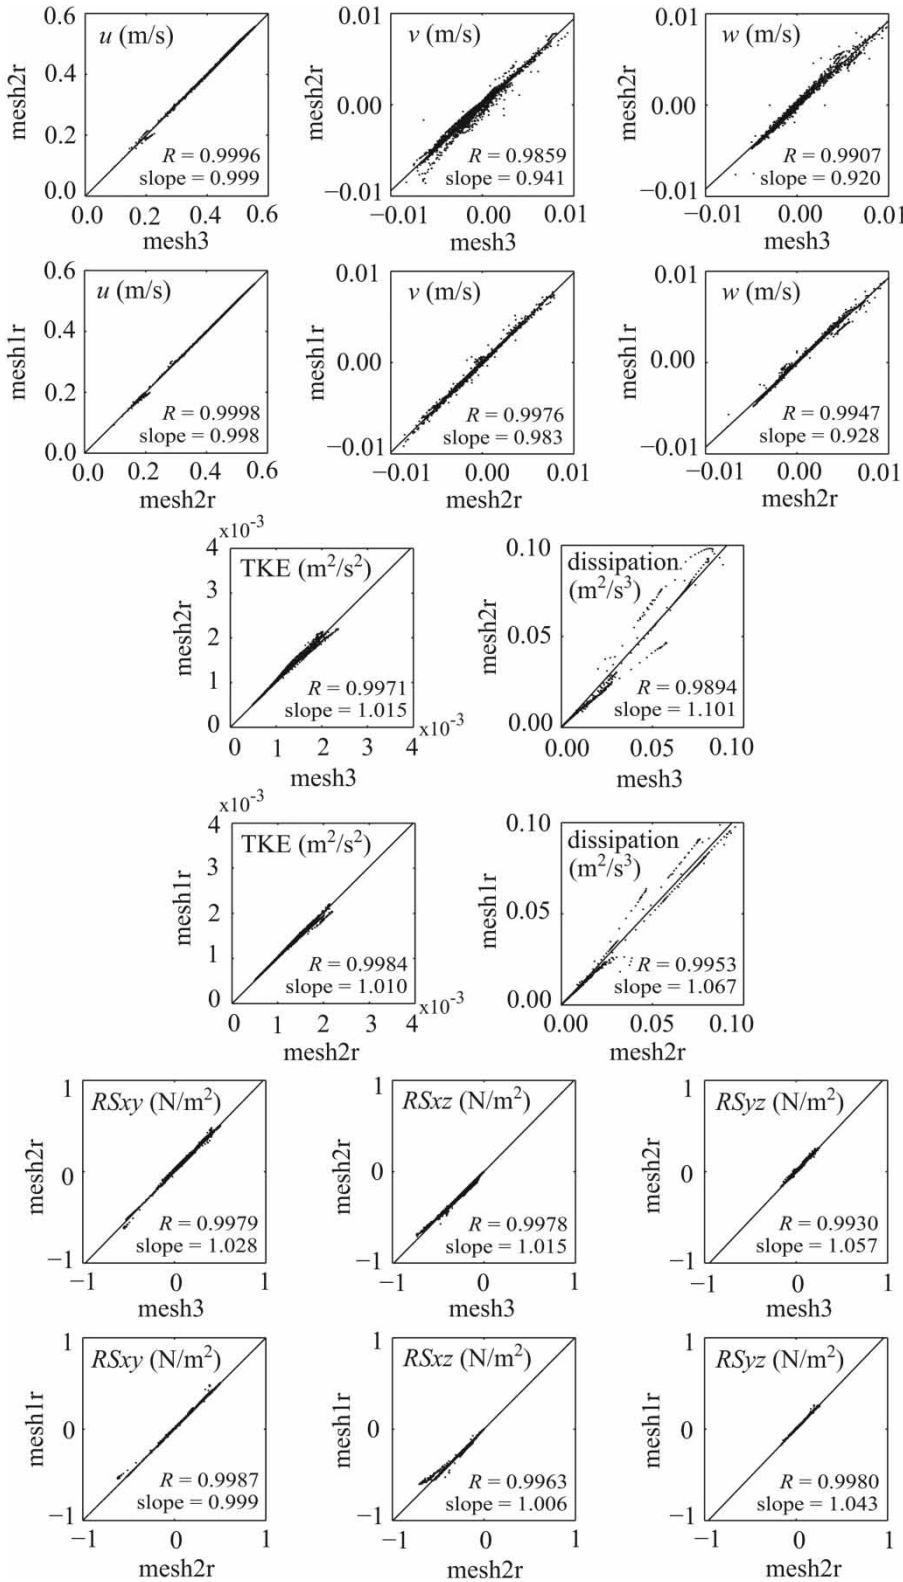 0.6 u (m/s) mesh2r 0.4 0.2 0.0 R = 0.9996 slope = 0.999
0.0 0.2 0.4 0.6
mesh3
0.01 v (m/s) mesh2r 0.00 −0.01 R = 0.9859 slope = 0.941
−0.01 0.00 0.01
mesh3
0.01 w (m/s) mesh2r 0.00 −0.01 R = 0.9907 slope = 0.920
−0.01 0.00 0.01
mesh3
0.6 u (m/s) mesh1r 0.4 0.2 0.0 R = 0.9998 slope = 0.998
0.0 0.2 0.4 0.6
mesh2r
0.01 v (m/s) mesh1r 0.00 −0.01 R = 0.9976 slope = 0.983
−0.01 0.00 0.01
mesh2r
0.01 w (m/s) mesh1r 0.00 −0.01 R = 0.9947 slope = 0.928
−0.01 0.00 0.01
mesh2r
x10⁻³
4 TKE (m²/s²) mesh2r 3 2 1 0 R = 0.9971 slope = 1.015
0 1 2 3 4 x10⁻³
mesh3
0.10 dissipation (m²/s³) mesh2r 0.05 0.00 R = 0.9894 slope = 1.101
0.00 0.05 0.10
mesh3
x10⁻³
4 TKE (m²/s²) mesh1r 3 2 1 0 R = 0.9984 slope = 1.010
0 1 2 3 4 x10⁻³
mesh2r
0.10 dissipation (m²/s³) mesh1r 0.05 0.00 R = 0.9953 slope = 1.067
0.00 0.05 0.10
mesh2r
1 RSxy (N/m²) mesh2r 0 −1 R = 0.9979 slope = 1.028
−1 0 1
mesh3
1 RSxz (N/m²) mesh2r 0 −1 R = 0.9978 slope = 1.015
−1 0 1
mesh3
1 RSyz (N/m²) mesh2r 0 −1 R = 0.9930 slope = 1.057
−1 0 1
mesh3
1 RSxy (N/m²) mesh1r 0 −1 R = 0.9987 slope = 0.999
−1 0 1
mesh2r
1 RSxz (N/m²) mesh1r 0 −1 R = 0.9963 slope = 1.006
−1 0 1
mesh2r
1 RSyz (N/m²) mesh1r 0 −1 R = 0.9980 slope = 1.043
−1 0 1
mesh2r